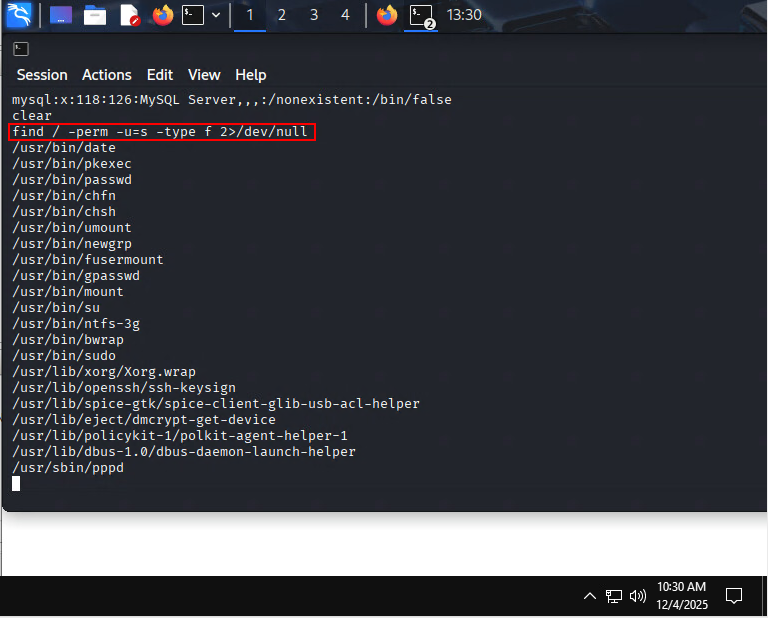 1 2 3 4 2 13:30
Session Actions Edit View Help
mysql:x:118:126:MySQL Server,,,:/nonexistent:/bin/false
clear
find / -perm -u=s -type f 2>/dev/null
/usr/bin/date
/usr/bin/pkexec
/usr/bin/passwd
/usr/bin/chfn
/usr/bin/chsh
/usr/bin/umount
/usr/bin/newgrp
/usr/bin/fusermount
/usr/bin/gpasswd
/usr/bin/mount
/usr/bin/su
/usr/bin/ntfs-3g
/usr/bin/bwrap
/usr/bin/sudo
/usr/lib/xorg/Xorg.wrap
/usr/lib/openssh/ssh-keysign
/usr/lib/spice-gtk/spice-client-glib-usb-acl-helper
/usr/lib/eject/dmcrypt-get-device
/usr/lib/policykit-1/polkit-agent-helper-1
/usr/lib/dbus-1.0/dbus-daemon-launch-helper
/usr/sbin/pppd
10:30 AM
12/4/2025